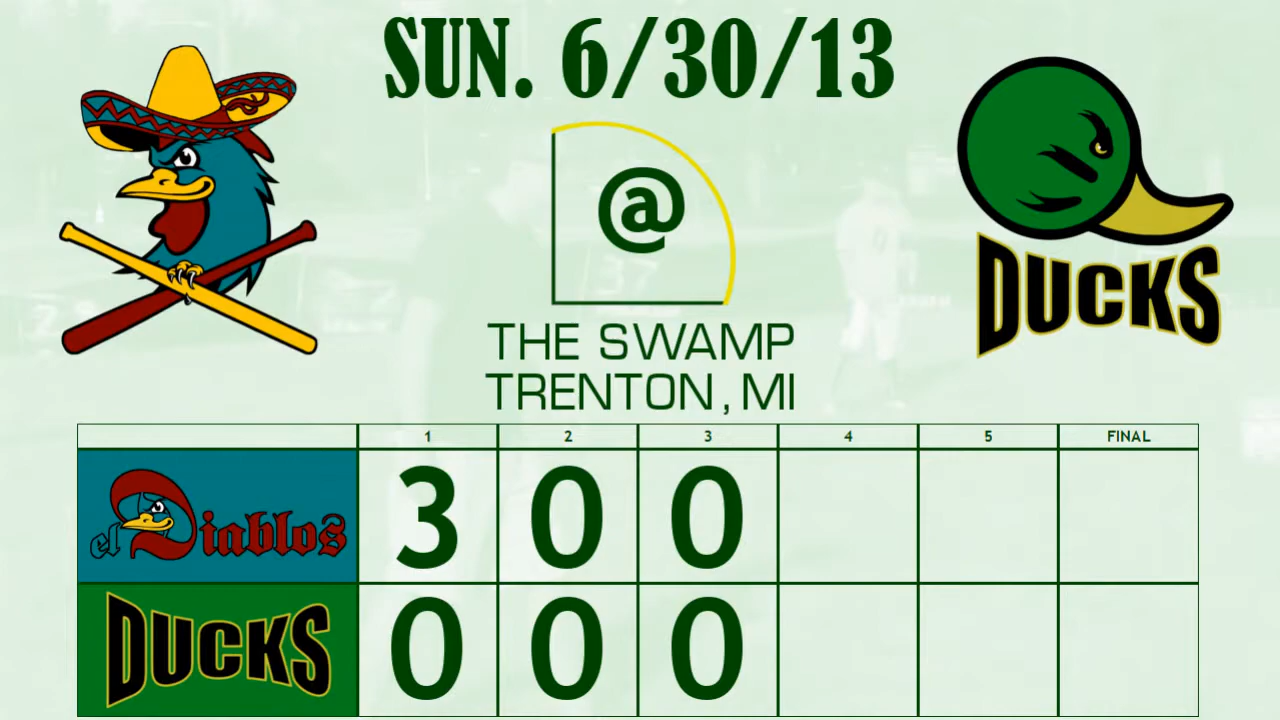 SUN. 6/30/13
@
THE SWAMP
TRENTON, MI
DUCKS
1 2 3 4 5 FINAL
el Diablos 3 0 0
DUCKS 0 0 0